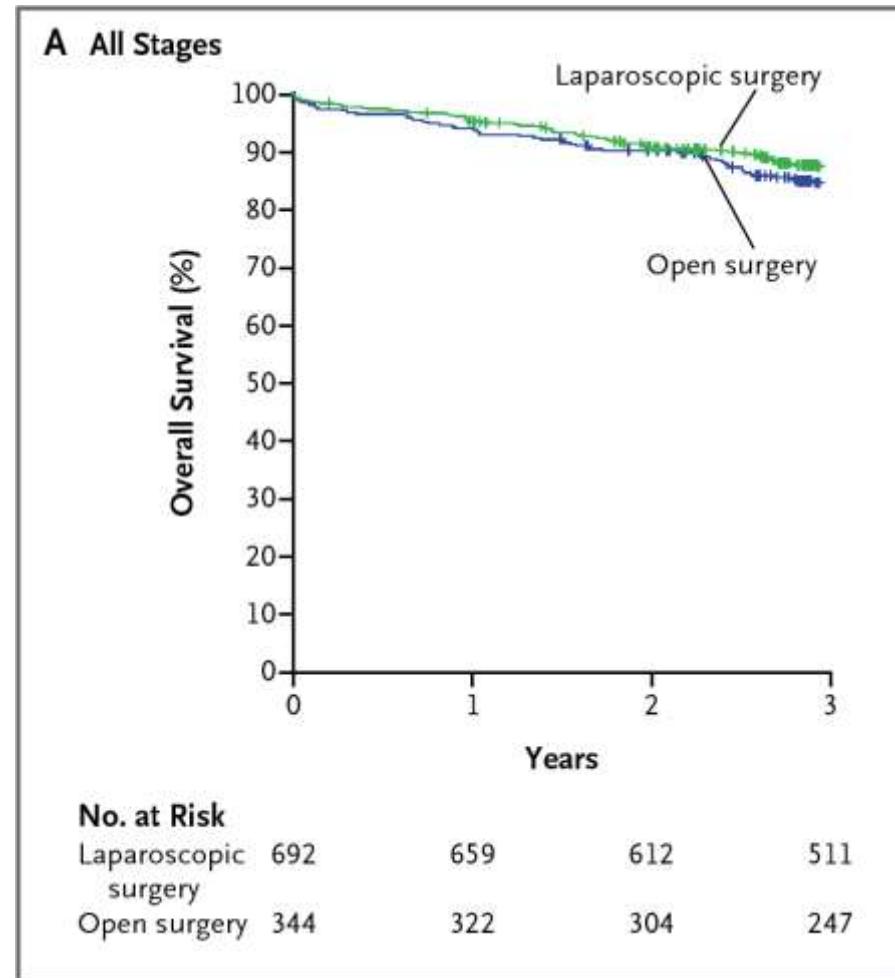 A All Stages
Laparoscopic surgery
Open surgery
Overall Survival (%)
100
90
80
70
60
50
40
30
20
10
0
0 1 2 3
Years
No. at Risk
Laparoscopic 692 659 612 511
surgery
Open surgery 344 322 304 247